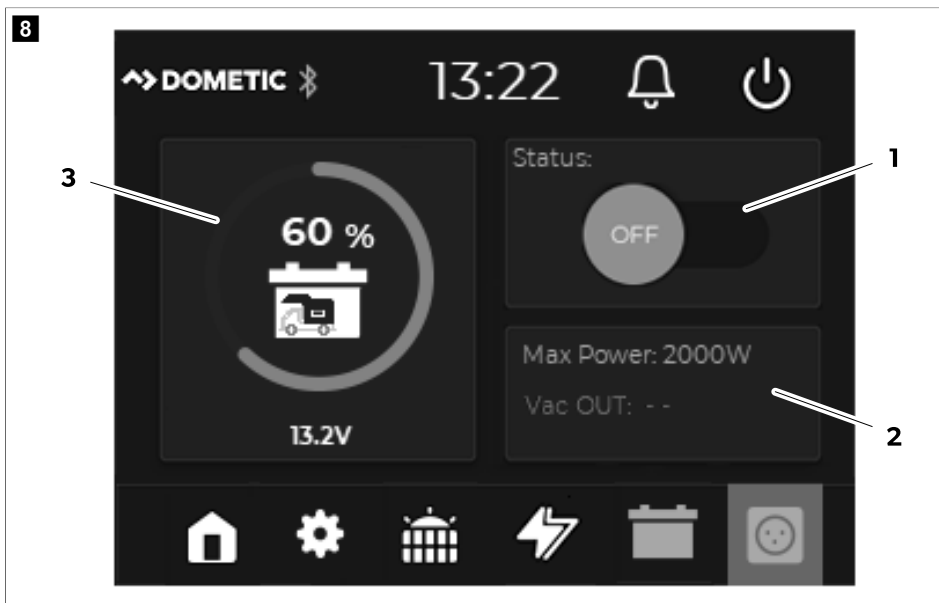 8
DOMETIC 13:22
3
60 %
13.2V
Status:
1
OFF
Max Power: 2000W
Vac OUT: - -
2